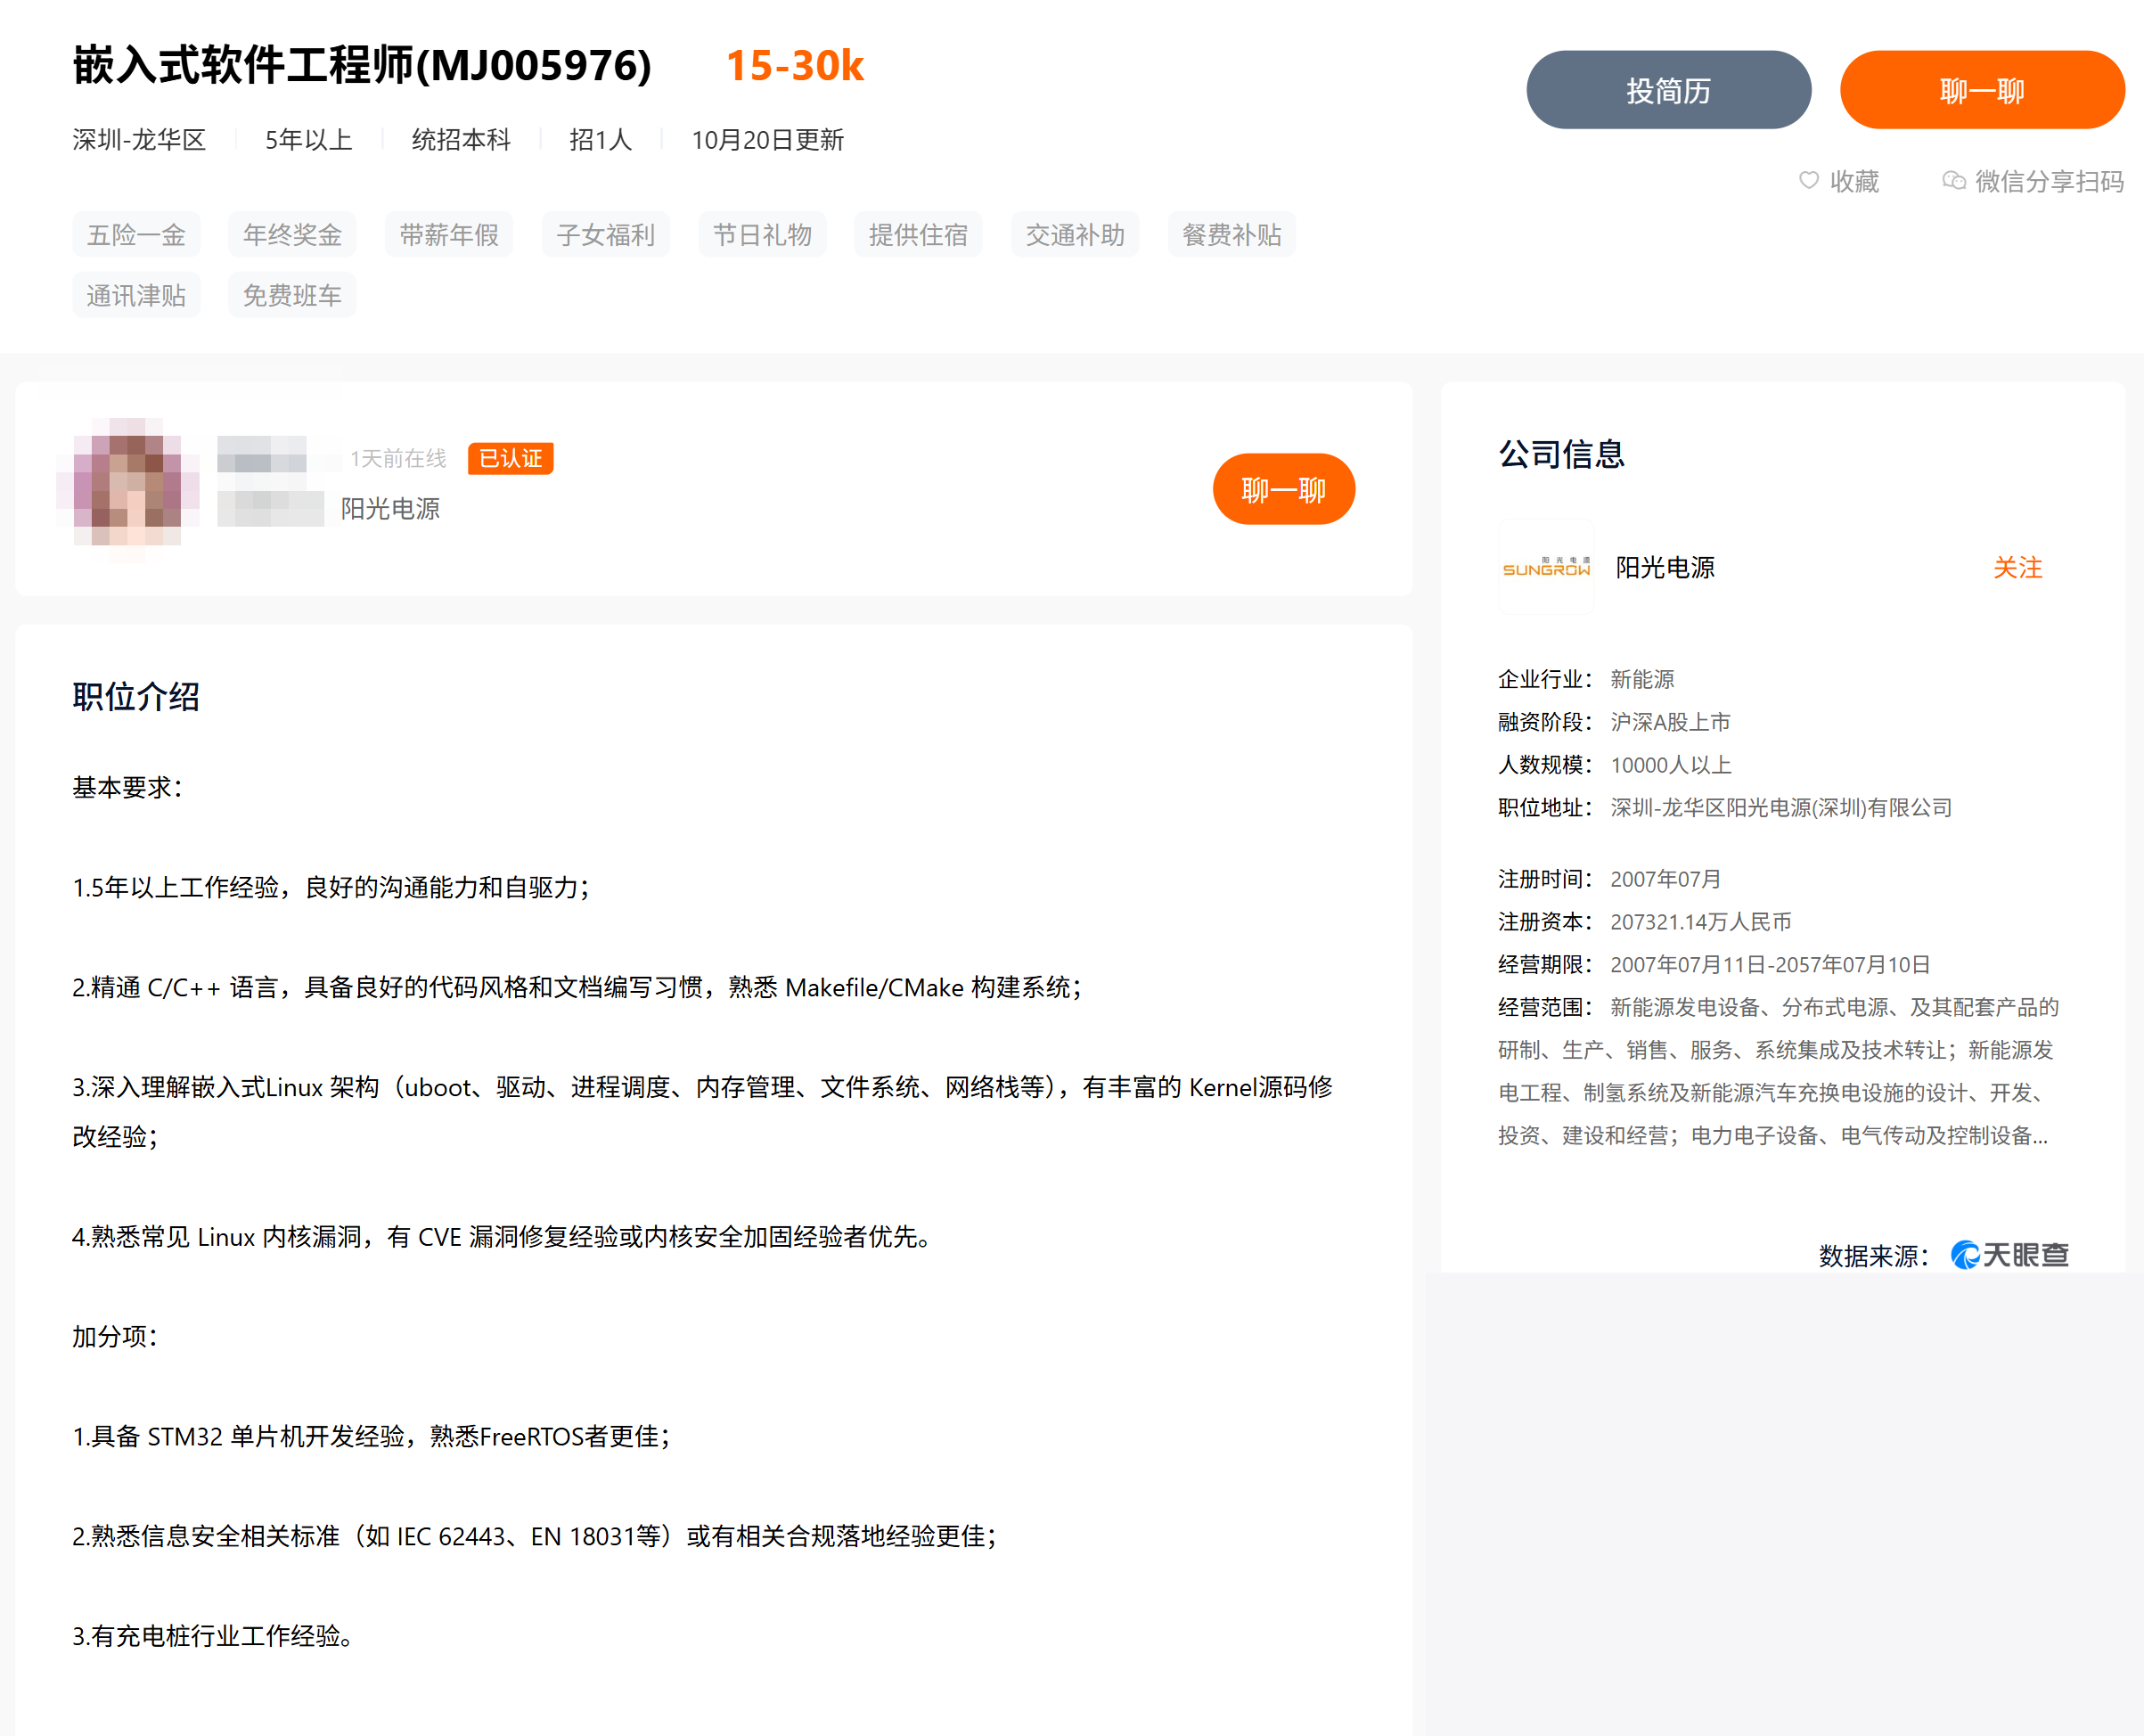 嵌入式软件工程师(MJ005976) 15-30k
投简历 聊一聊
深圳-龙华区 5年以上 统招本科 招1人 10月20日更新
收藏 微信分享扫码
五险一金 年终奖金 带薪年假 子女福利 节日礼物 提供住宿 交通补助 餐费补贴
通讯津贴 免费班车
1天前在线 已认证
阳光电源
聊一聊
职位介绍
基本要求：
1.5年以上工作经验，良好的沟通能力和自驱力；
2.精通 C/C++ 语言，具备良好的代码风格和文档编写习惯，熟悉 Makefile/CMake 构建系统；
3.深入理解嵌入式Linux 架构（uboot、驱动、进程调度、内存管理、文件系统、网络栈等），有丰富的 Kernel源码修
改经验；
4.熟悉常见 Linux 内核漏洞，有 CVE 漏洞修复经验或内核安全加固经验者优先。
加分项：
1.具备 STM32 单片机开发经验，熟悉FreeRTOS者更佳；
2.熟悉信息安全相关标准（如 IEC 62443、EN 18031等）或有相关合规落地经验更佳；
3.有充电桩行业工作经验。
公司信息
阳光电源
SUNGROW
阳光电源 关注
企业行业： 新能源
融资阶段： 沪深A股上市
人数规模： 10000人以上
职位地址： 深圳-龙华区阳光电源(深圳)有限公司
注册时间： 2007年07月
注册资本： 207321.14万人民币
经营期限： 2007年07月11日-2057年07月10日
经营范围： 新能源发电设备、分布式电源、及其配套产品的
研制、生产、销售、服务、系统集成及技术转让；新能源发
电工程、制氢系统及新能源汽车充换电设施的设计、开发、
投资、建设和经营；电力电子设备、电气传动及控制设备...
数据来源： 天眼查